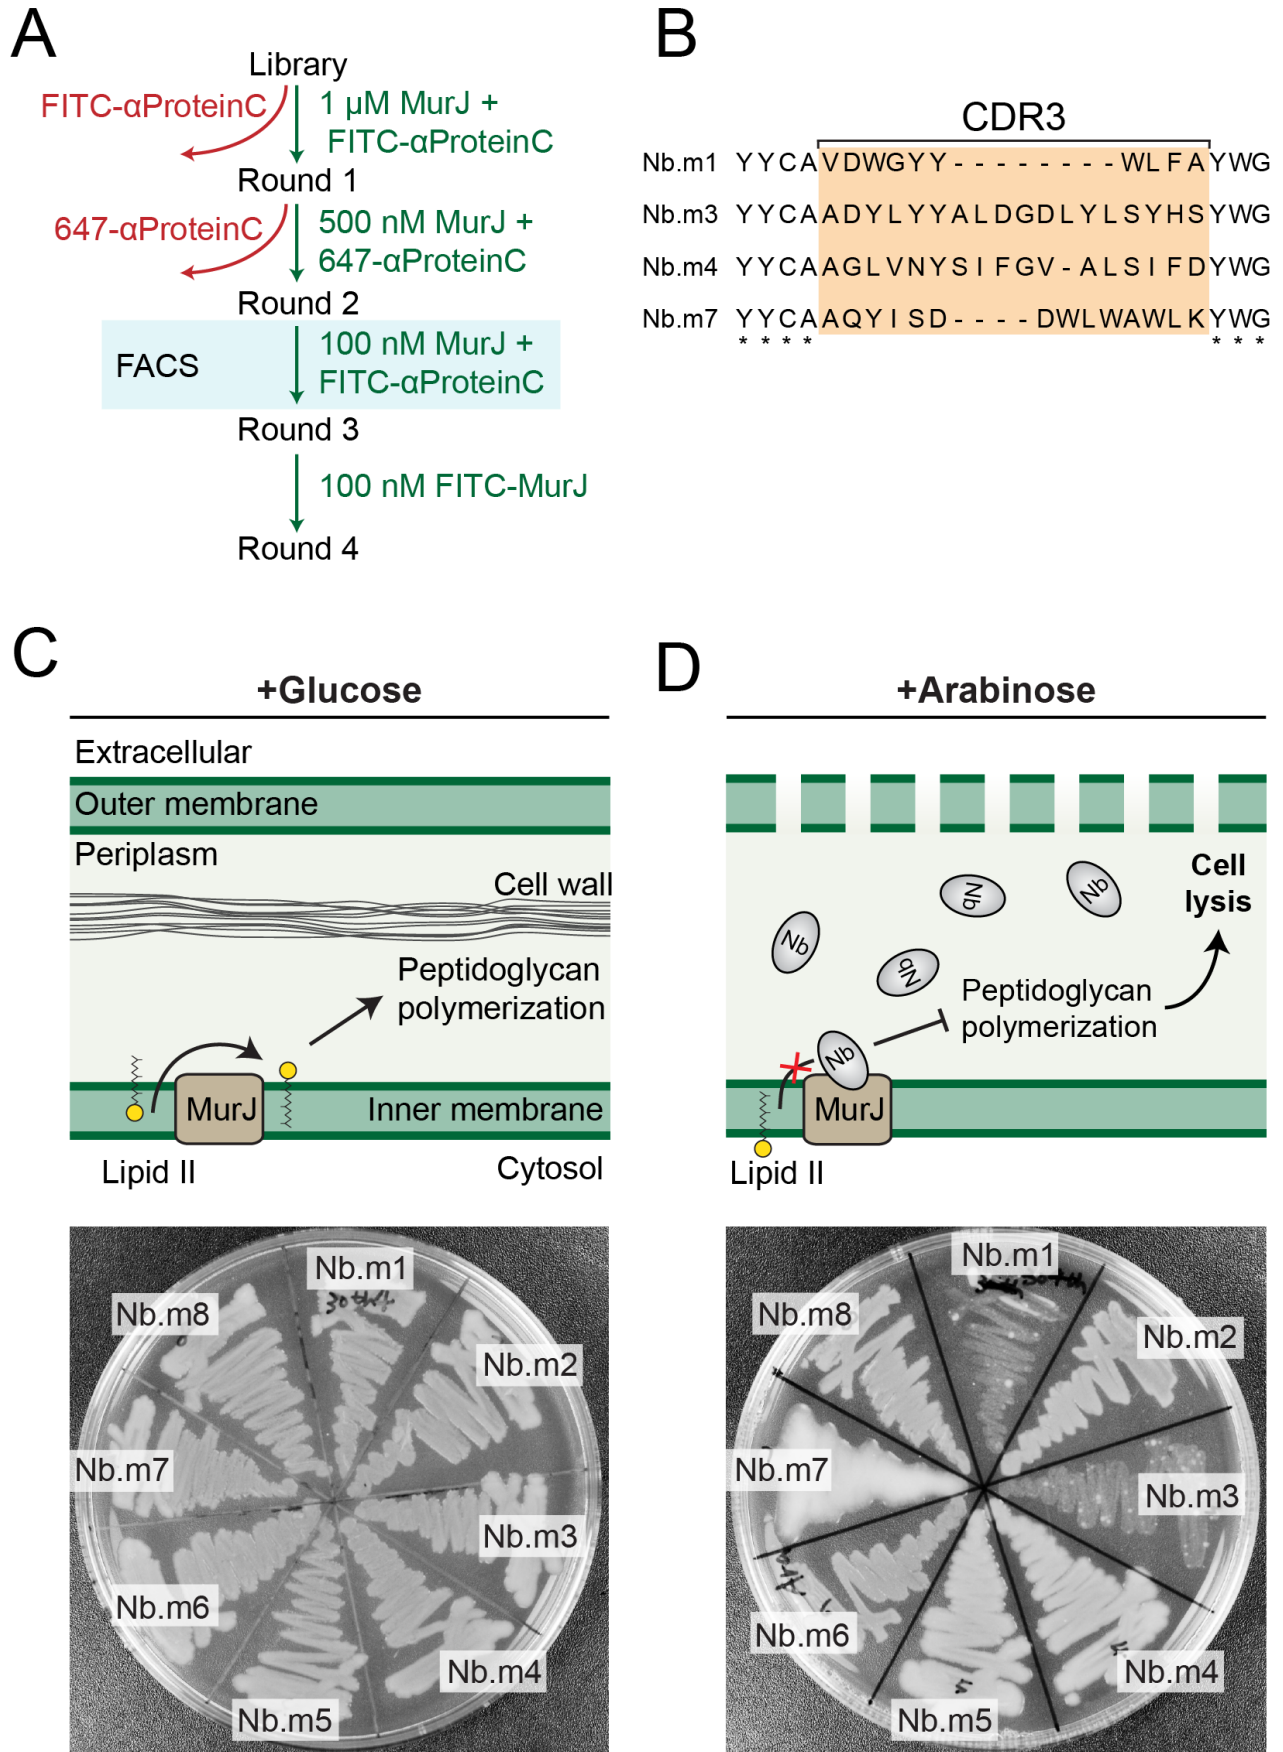 A
Library
FITC-αProteinC
1 µM MurJ +
FITC-αProteinC
Round 1
647-αProteinC
500 nM MurJ +
647-αProteinC
Round 2
FACS
100 nM MurJ +
FITC-αProteinC
Round 3
100 nM FITC-MurJ
Round 4
B
CDR3
Nb.m1 YYCAVDWGYY--------WLFAYWG
Nb.m3 YYCAADYLYYALDGDLYLSYHSYWG
Nb.m4 YYCAAGLVNYSIFGV-ALSIFDYWG
Nb.m7 YYCAAQYISD----DWLWAWLKYWG
* * * * * * *
C
+Glucose
Extracellular
Outer membrane
Periplasm
Cell wall
Peptidoglycan
polymerization
MurJ
Inner membrane
Lipid II
Cytosol
Nb.m1
Nb.m8
Nb.m2
Nb.m7
Nb.m3
Nb.m6
Nb.m4
Nb.m5
D
+Arabinose
Nb
Nb
Nb
Nb
Cell
lysis
Peptidoglycan
polymerization
Nb
MurJ
Lipid II
Nb.m1
Nb.m8
Nb.m2
Nb.m7
Nb.m3
Nb.m6
Nb.m4
Nb.m5